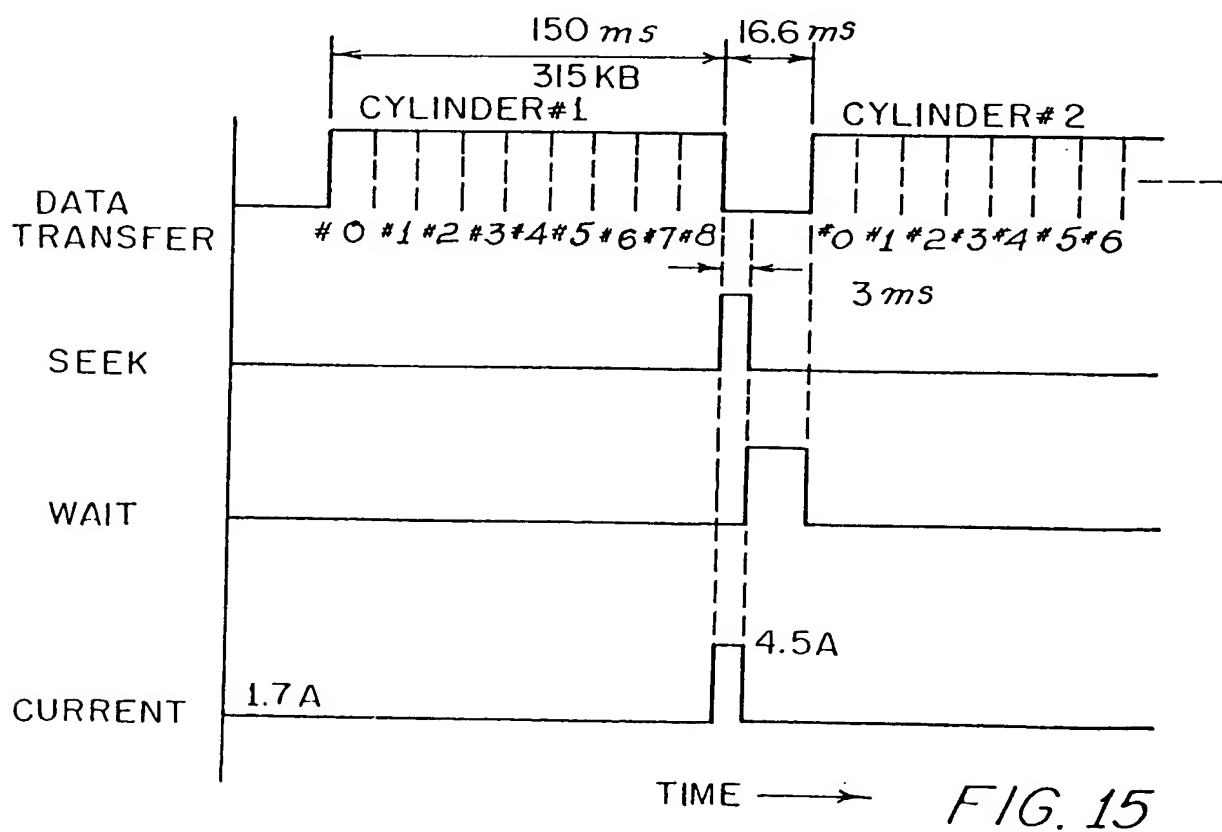 150 ms 16.6 ms
315 KB
CYLINDER #1 CYLINDER # 2
DATA
TRANSFER
# 0 #1 #2 #3 #4 #5 #6 #7 #8 #0 #1 #2 #3 #4 #5 #6
3 ms
SEEK
WAIT
4.5A
1.7 A
CURRENT
TIME
FIG. 15